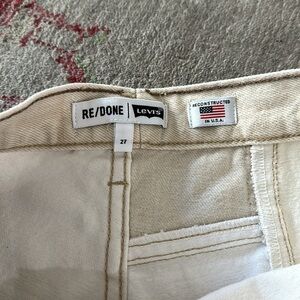 RE/DONE | LEVI'S
27
RECONSTRUCTED
IN U.S.A.